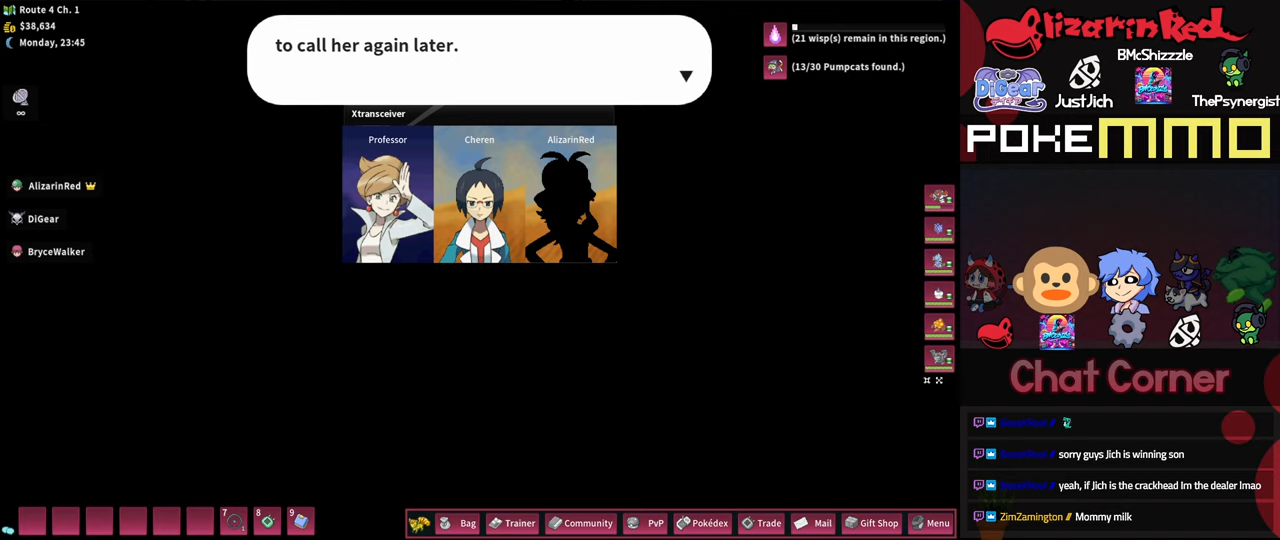 Route 4 Ch. 1
$38,634
Monday, 23:45
∞
AlizarinRed
DiGear
BryceWalker
to call her again later.
Xtransceiver
Professor
Cheren
AlizarinRed
(21 wisp(s) remain in this region.)
(13/30 Pumpcats found.)
7
1
8
9
Bag
Trainer
Community
PvP
Pokédex
Trade
Mail
Gift Shop
Menu
AlizarinRed
BMcShizzzle
DiGear
JustJich
ThePsynergist
POKEMMO
Chat Corner
sorry guys Jich is winning son
yeah, if Jich is the crackhead Im the dealer lmao
ZimZamington // Mommy milk